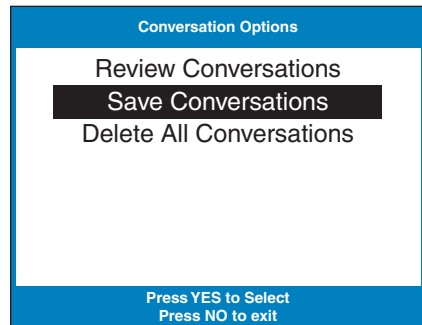 Conversation Options
Review Conversations
Save Conversations
Delete All Conversations
Press YES to Select
Press NO to exit